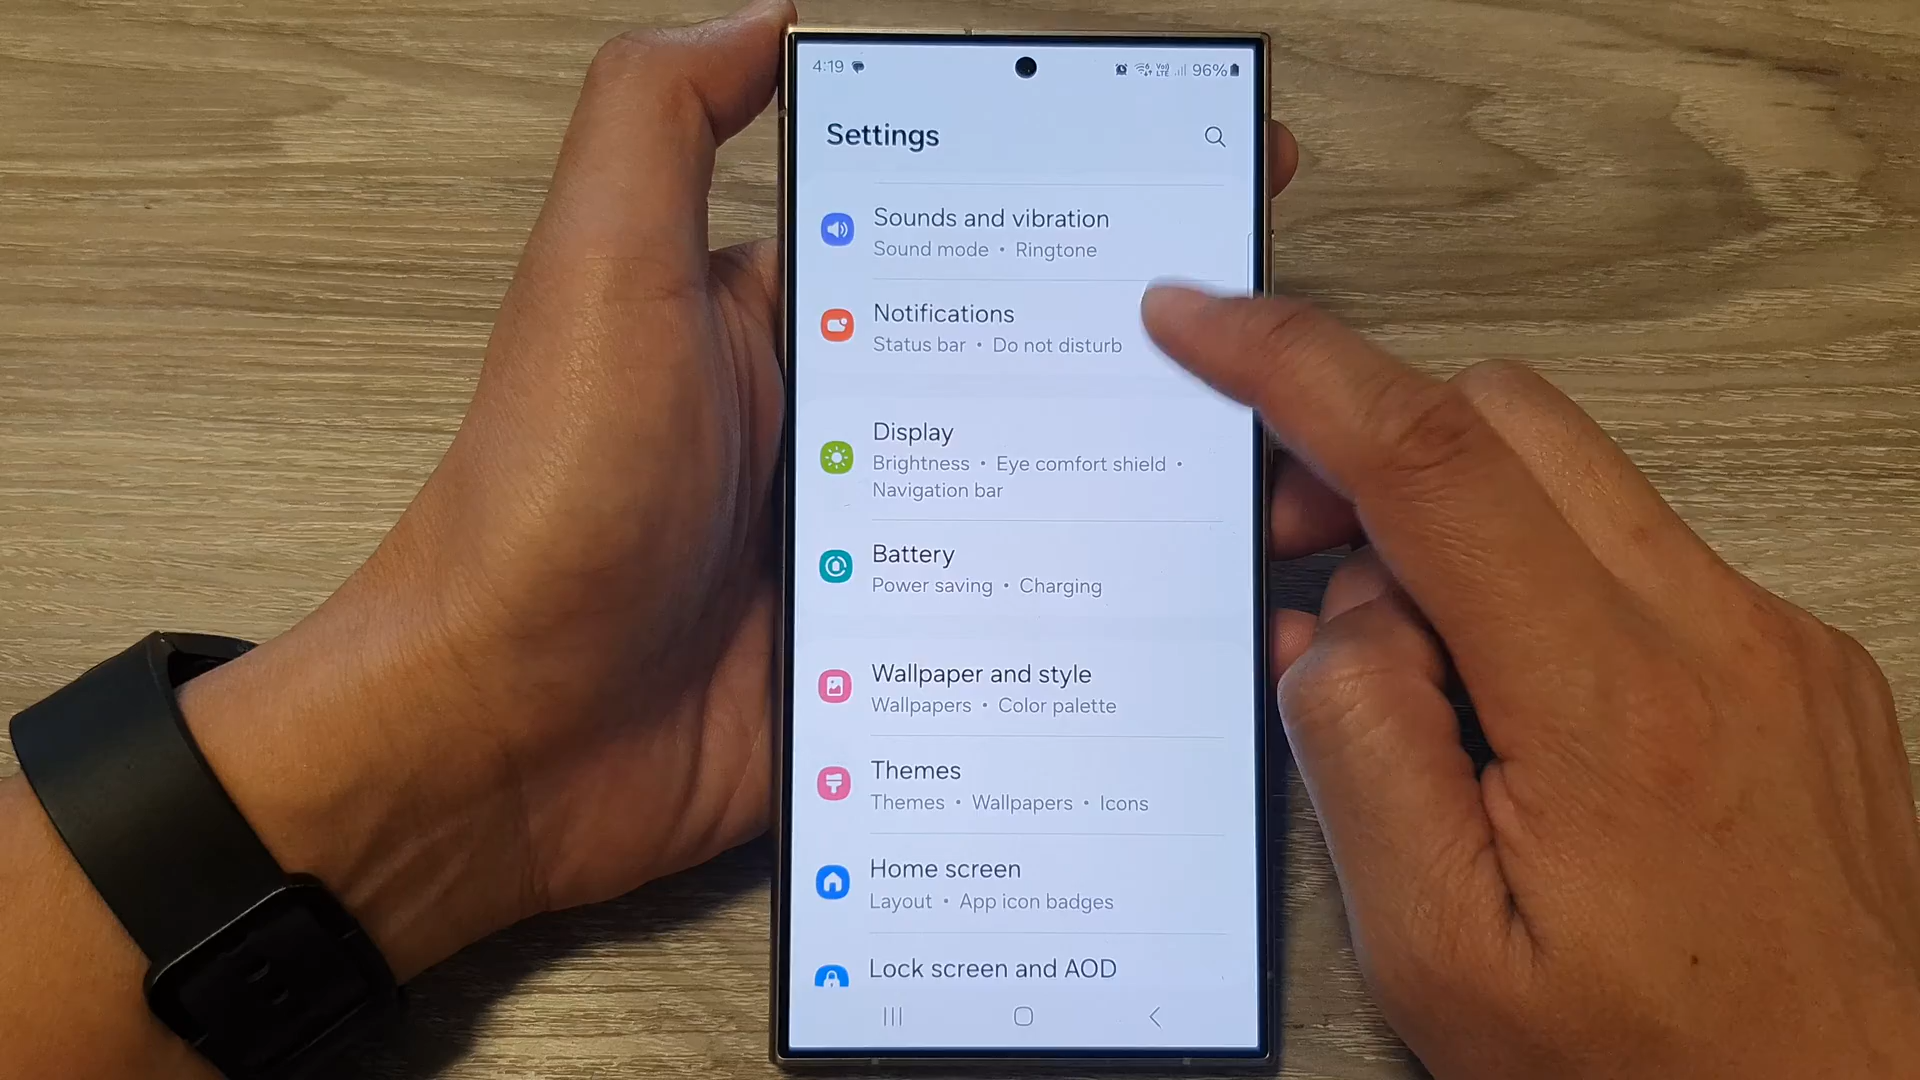 4:19 96%
Settings
Sounds and vibration
Sound mode • Ringtone
Notifications
Status bar • Do not disturb
Display
Brightness • Eye comfort shield •
Navigation bar
Battery
Power saving • Charging
Wallpaper and style
Wallpapers • Color palette
Themes
Themes • Wallpapers • Icons
Home screen
Layout • App icon badges
Lock screen and AOD